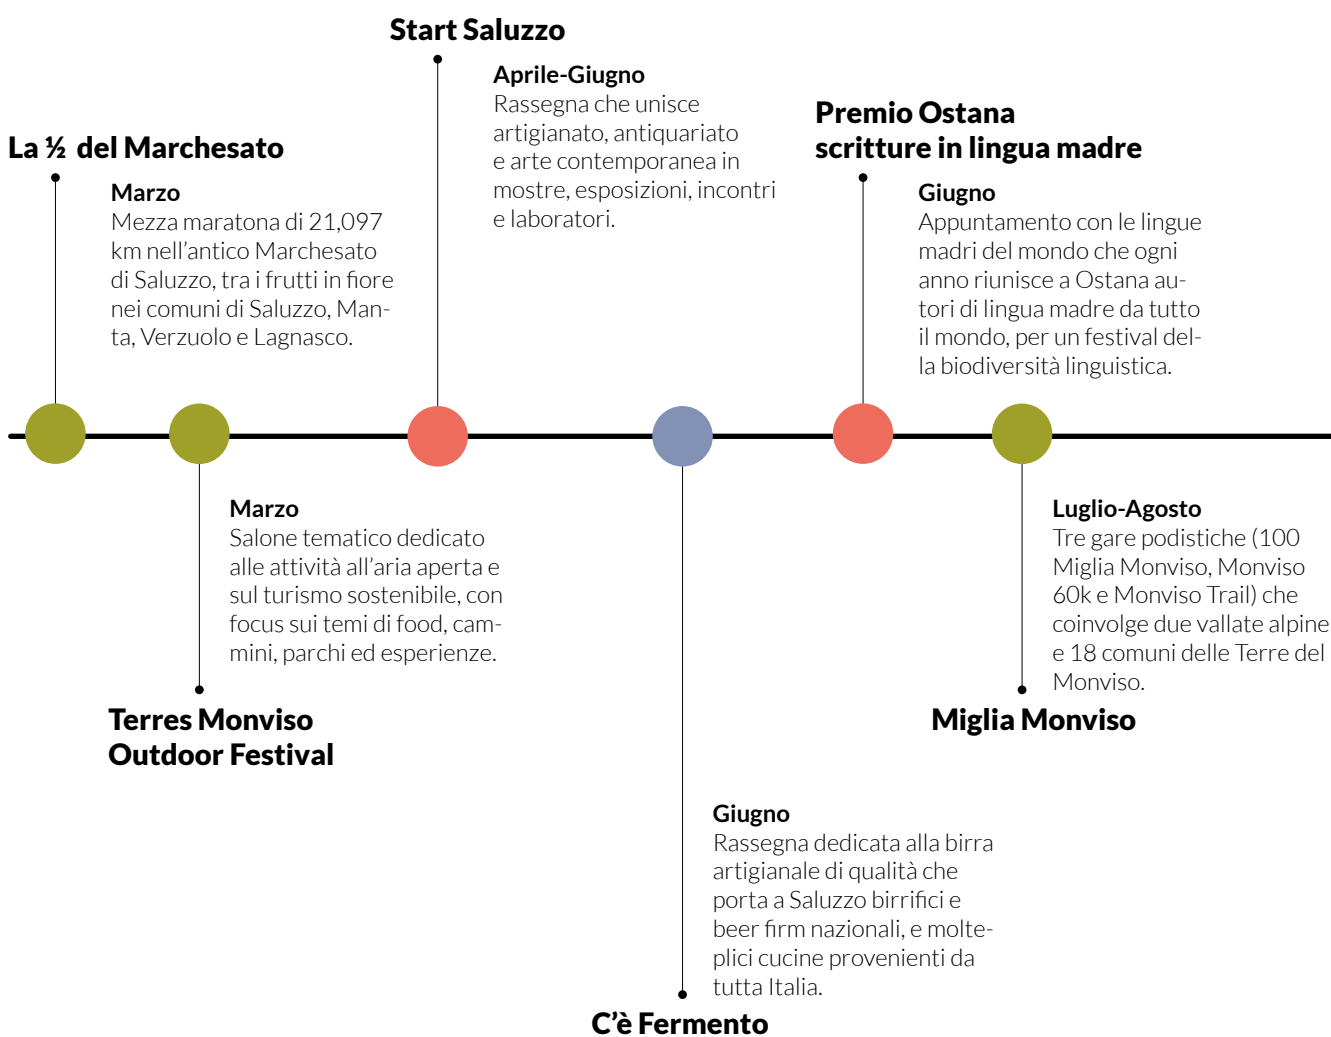 Start Saluzzo
Aprile-Giugno
Rassegna che unisce
artigianato, antiquariato
e arte contemporanea in
mostre, esposizioni, incontri
e laboratori.
La ½ del Marchesato
Marzo
Mezza maratona di 21,097
km nell’antico Marchesato
di Saluzzo, tra i frutti in fiore
nei comuni di Saluzzo, Man-
ta, Verzuolo e Lagnasco.
Premio Ostana
scritture in lingua madre
Giugno
Appuntamento con le lingue
madri del mondo che ogni
anno riunisce a Ostana au-
tori di lingua madre da tutto
il mondo, per un festival del-
la biodiversità linguistica.
Marzo
Salone tematico dedicato
alle attività all’aria aperta e
sul turismo sostenibile, con
focus sui temi di food, cam-
mini, parchi ed esperienze.
Terres Monviso
Outdoor Festival
Luglio-Agosto
Tre gare podistiche (100
Miglia Monviso, Monviso
60k e Monviso Trail) che
coinvolge due vallate alpine
e 18 comuni delle Terre del
Monviso.
Miglia Monviso
Giugno
Rassegna dedicata alla birra
artigianale di qualità che
porta a Saluzzo birrifici e
beer firm nazionali, e molte-
plici cucine provenienti da
tutta Italia.
C’è Fermento